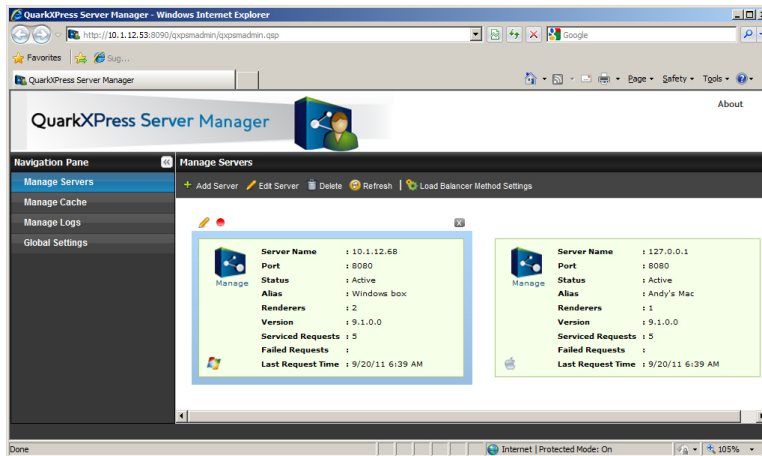 QuarkXPress Server Manager - Windows Internet Explorer
http://10.1.12.53:8090/qxpsmadmin/qxpsmadmin.qsp
Google
Favorites
Sug...
QuarkXPress Server Manager
Page Safety Tools
About
QuarkXPress Server Manager
Navigation Pane
Manage Servers
Manage Cache
Manage Logs
Global Settings
Manage Servers
Add Server Edit Server Delete Refresh | Load Balancer Method Settings
Manage
Server Name : 10.1.12.68
Port : 8080
Status : Active
Alias : Windows box
Renderers : 2
Version : 9.1.0.0
Serviced Requests : 5
Failed Requests :
Last Request Time : 9/20/11 6:39 AM
Manage
Server Name : 127.0.0.1
Port : 8080
Status : Active
Alias : Andy's Mac
Renderers : 1
Version : 9.1.0.0
Serviced Requests : 5
Failed Requests :
Last Request Time : 9/20/11 6:39 AM
Done
Internet | Protected Mode: On
105%